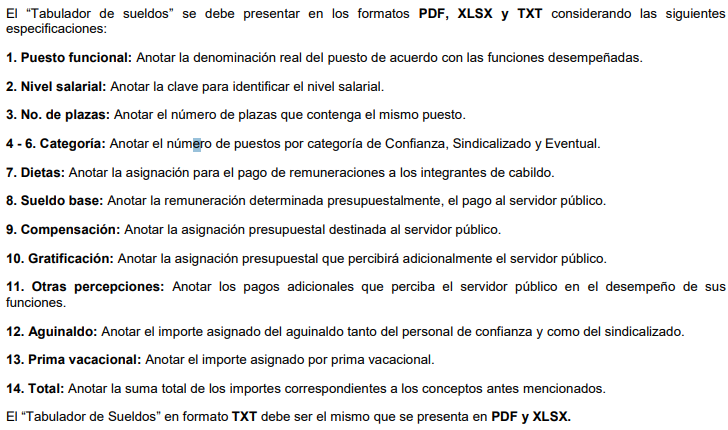 El “Tabulador de sueldos” se debe presentar en los formatos PDF, XLSX y TXT considerando las siguientes
especificaciones:
1. Puesto funcional: Anotar la denominación real del puesto de acuerdo con las funciones desempeñadas.
2. Nivel salarial: Anotar la clave para identificar el nivel salarial.
3. No. de plazas: Anotar el número de plazas que contenga el mismo puesto.
4 - 6. Categoría: Anotar el número de puestos por categoría de Confianza, Sindicalizado y Eventual.
7. Dietas: Anotar la asignación para el pago de remuneraciones a los integrantes de cabildo.
8. Sueldo base: Anotar la remuneración determinada presupuestalmente, el pago al servidor público.
9. Compensación: Anotar la asignación presupuestal destinada al servidor público.
10. Gratificación: Anotar la asignación presupuestal que percibirá adicionalmente el servidor público.
11. Otras percepciones: Anotar los pagos adicionales que perciba el servidor público en el desempeño de sus
funciones.
12. Aguinaldo: Anotar el importe asignado del aguinaldo tanto del personal de confianza y como del sindicalizado.
13. Prima vacacional: Anotar el importe asignado por prima vacacional.
14. Total: Anotar la suma total de los importes correspondientes a los conceptos antes mencionados.
El “Tabulador de Sueldos” en formato TXT debe ser el mismo que se presenta en PDF y XLSX.